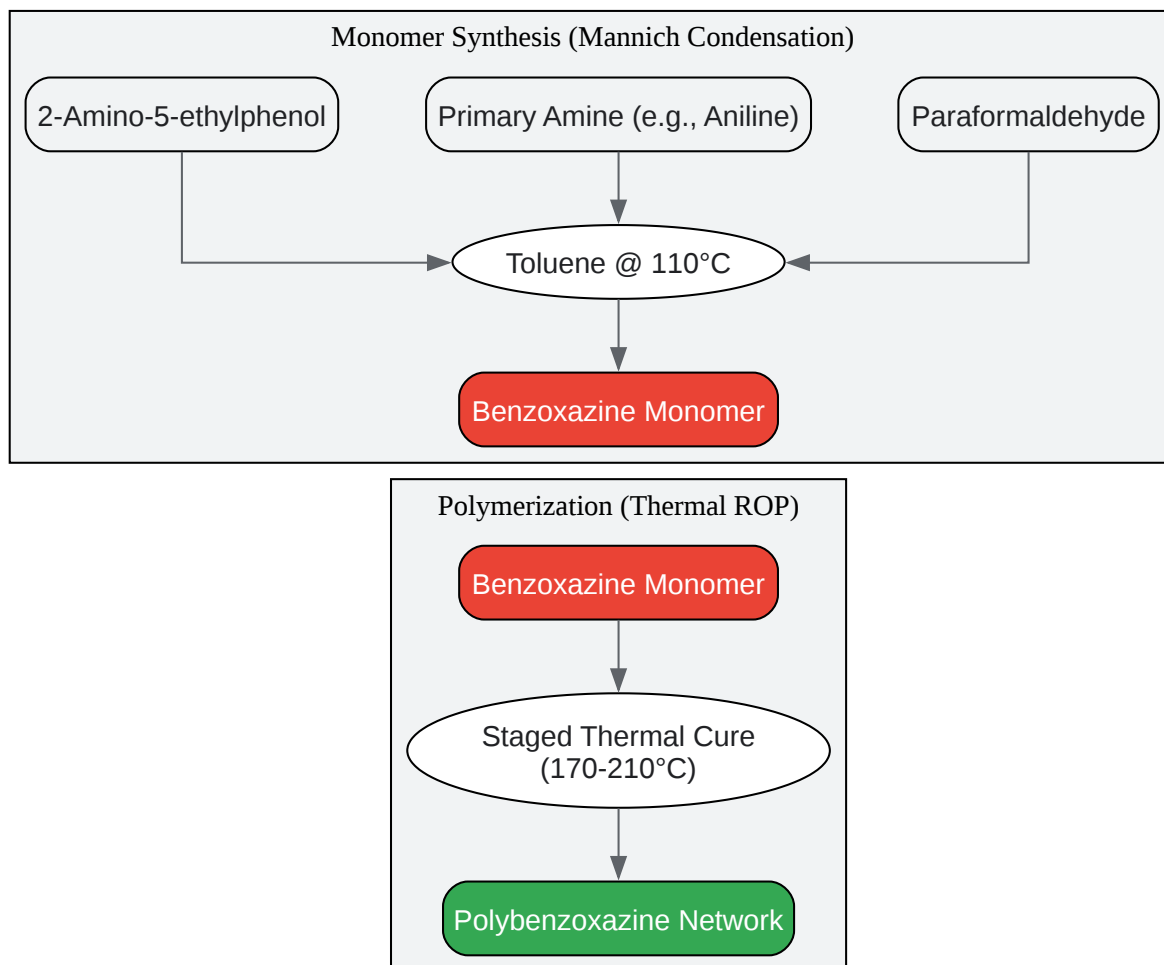 Monomer Synthesis (Mannich Condensation)
2-Amino-5-ethylphenol
Primary Amine (e.g., Aniline)
Paraformaldehyde
Toluene @ 110°C
Benzoxazine Monomer
Polymerization (Thermal ROP)
Benzoxazine Monomer
Staged Thermal Cure
(170-210°C)
Polybenzoxazine Network